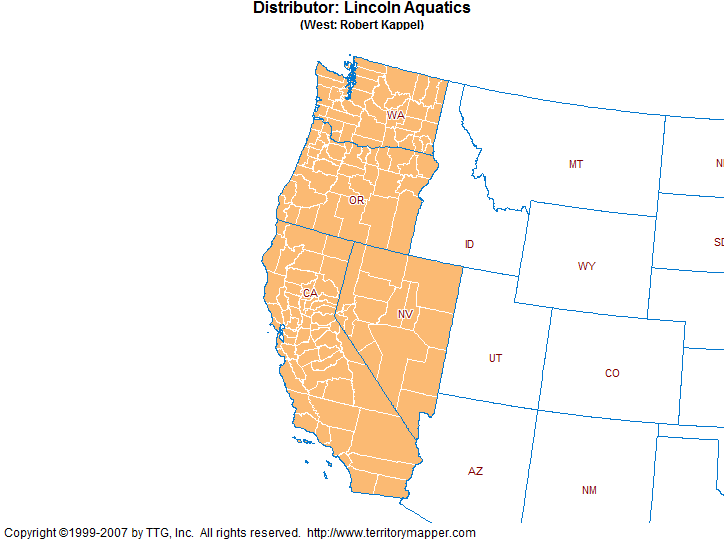 Distributor: Lincoln Aquatics
(West: Robert Kappel)
WA
MT
OR
ID
WY
CA
NV
UT
CO
AZ
NM
Copyright ©1999-2007 by TTG, Inc. All rights reserved. http://www.territorymapper.com